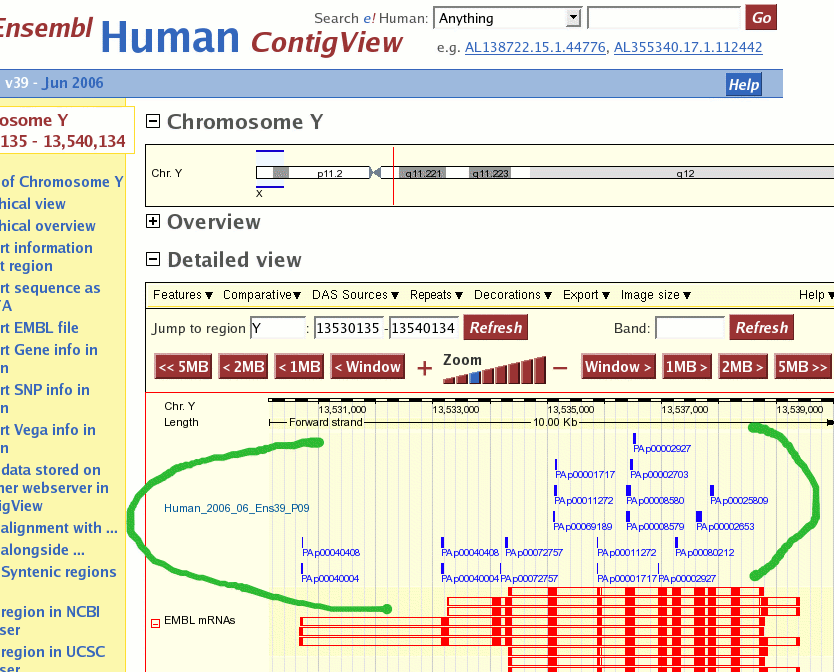 Ensembl Human ContigView
Search e! Human: Anything Go
e.g. AL138722.15.1.44776, AL355340.17.1.112442
v39 - Jun 2006 Help
osome Y
135 - 13,540,134
of Chromosome Y
hical view
hical overview
rt information
t region
rt sequence as
TA
rt EMBL file
rt Gene info in
n
rt SNP info in
n
rt Vega info in
n
data stored on
her webserver in
igView
alignment with ...
alongside ...
Syntenic regions
region in NCBI
ser
region in UCSC
ser
Chromosome Y
Chr. Y p11.2 q11.221 q11.223 q12
X
Overview
Detailed view
Features Comparative DAS Sources Repeats Decorations Export Image size Help
Jump to region Y : 13530135 - 13540134 Refresh Band: Refresh
<< 5MB < 2MB < 1MB < Window + Zoom − Window > 1MB > 2MB > 5MB >>
Chr. Y 13,531,000 13,533,000 13,535,000 13,537,000 13,539,000
Length Forward strand 10.00 Kb
PAp00002927
PAp00001717 PAp00002703
PAp00011272 PAp00008580 PAp00025809
Human_2006_06_Ens39_P09
PAp00069189 PAp00008579 PAp00002653
PAp00040408 PAp00040408 PAp00072757 PAp00011272 PAp00080212
PAp00040004 PAp00040004 PAp00072757 PAp00001717 PAp00002927
EMBL mRNAs